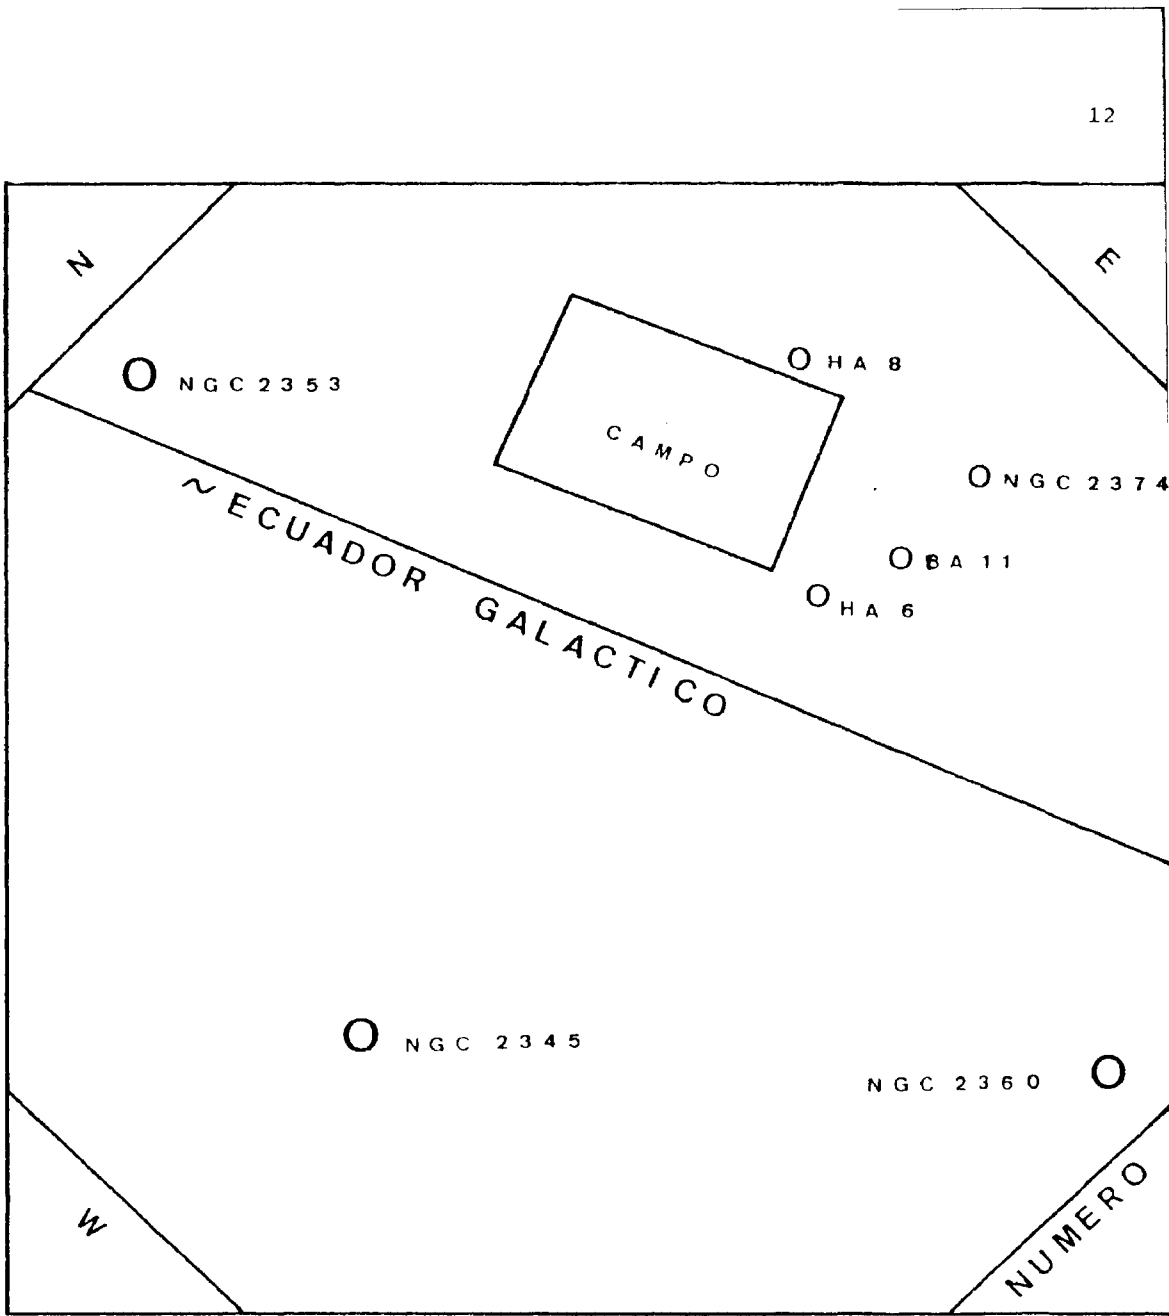 12
N
E
HA 8
NGC 2353
CAMPO
NGC 2374
~ECUADOR GALACTICO
BA 11
HA 6
NGC 2345
NGC 2360
W
NUMERO